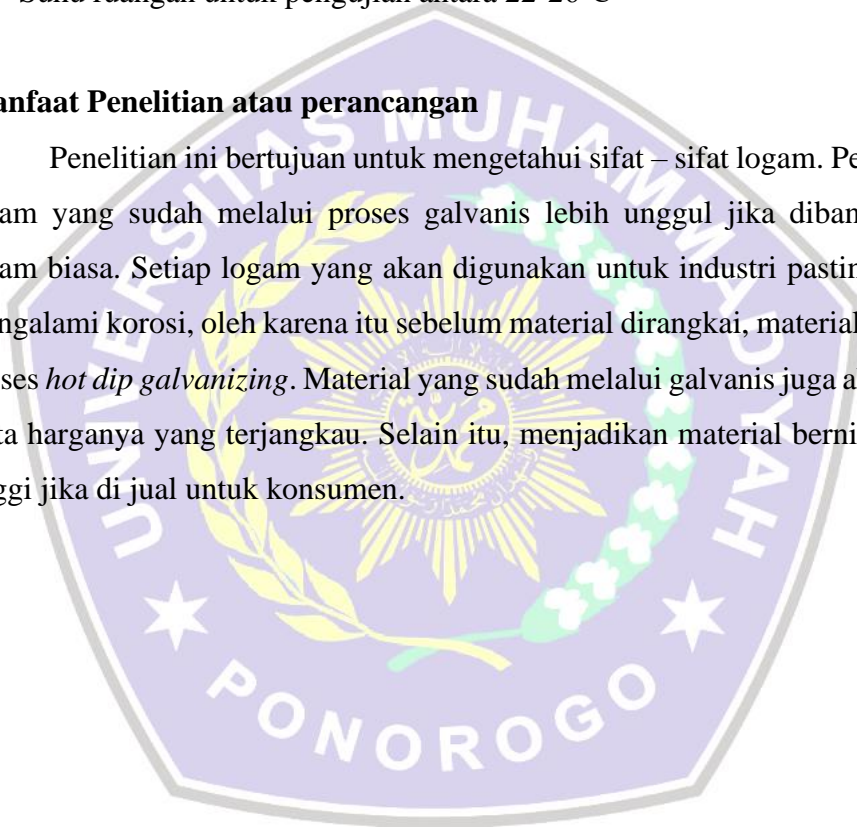 Suhu ruangan untuk pengujian antara
anfaat Penelitian atau perancangan
Penelitian ini bertujuan untuk mengetahui sifat – sifat logam. Pe
am yang sudah melalui proses galvanis lebih unggul jika diban
am biasa. Setiap logam yang akan digunakan untuk industri pastin
ngalami korosi, oleh karena itu sebelum material dirangkai, material
ses hot dip galvanizing. Material yang sudah melalui galvanis juga a
ta harganya yang terjangkau. Selain itu, menjadikan material berni
ggi jika di jual untuk konsumen.
UNIVERSITAS MUHAMMADIYAH
PONOROGO